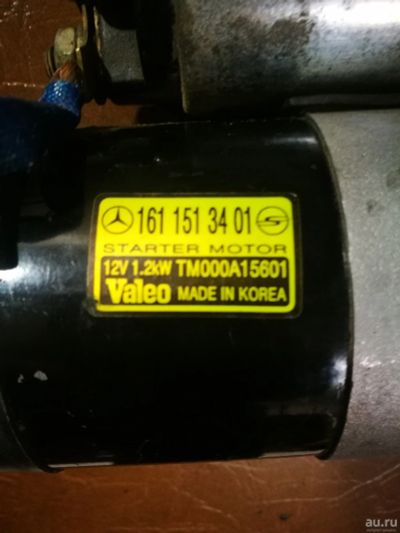 161 151 34 01
STARTER MOTOR
12V 1.2kW TM000A15601
Valeo MADE IN KOREA
au.ru